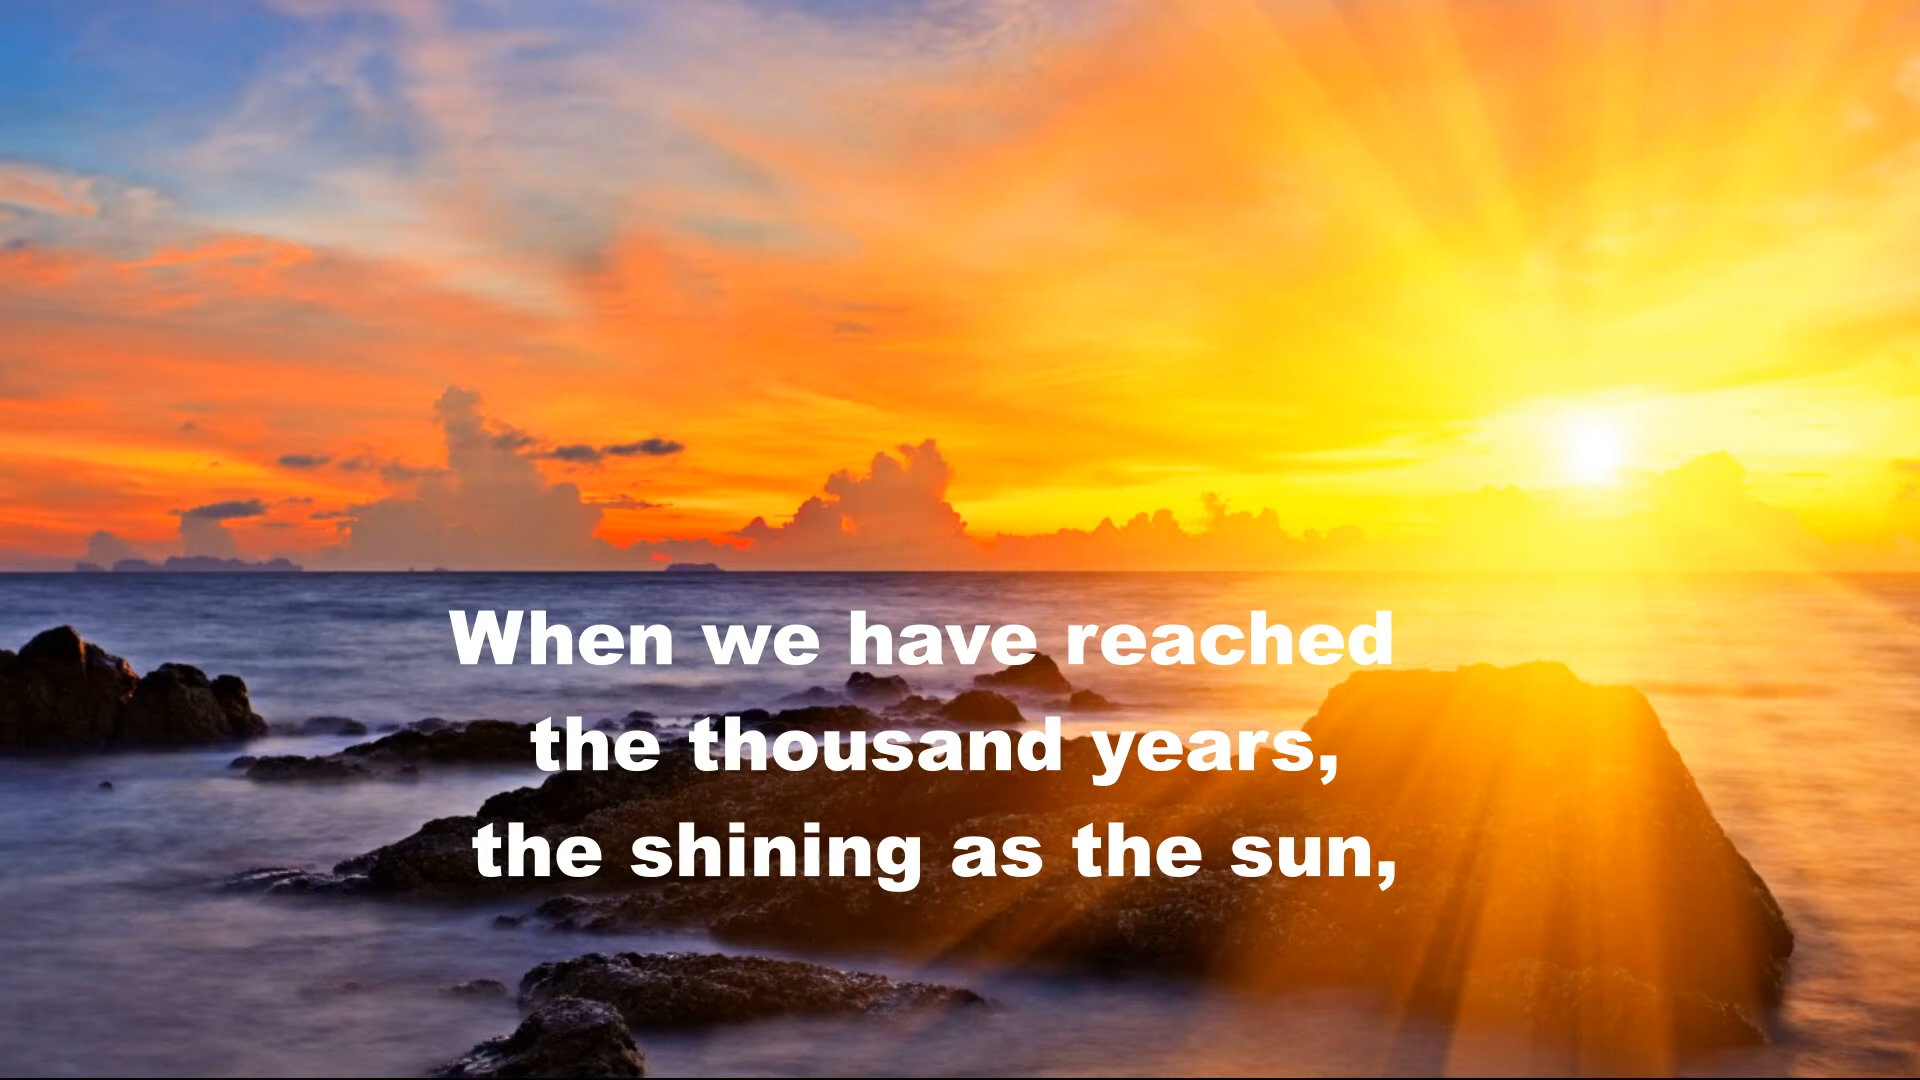 When we have reached
the thousand years,
the shining as the sun,